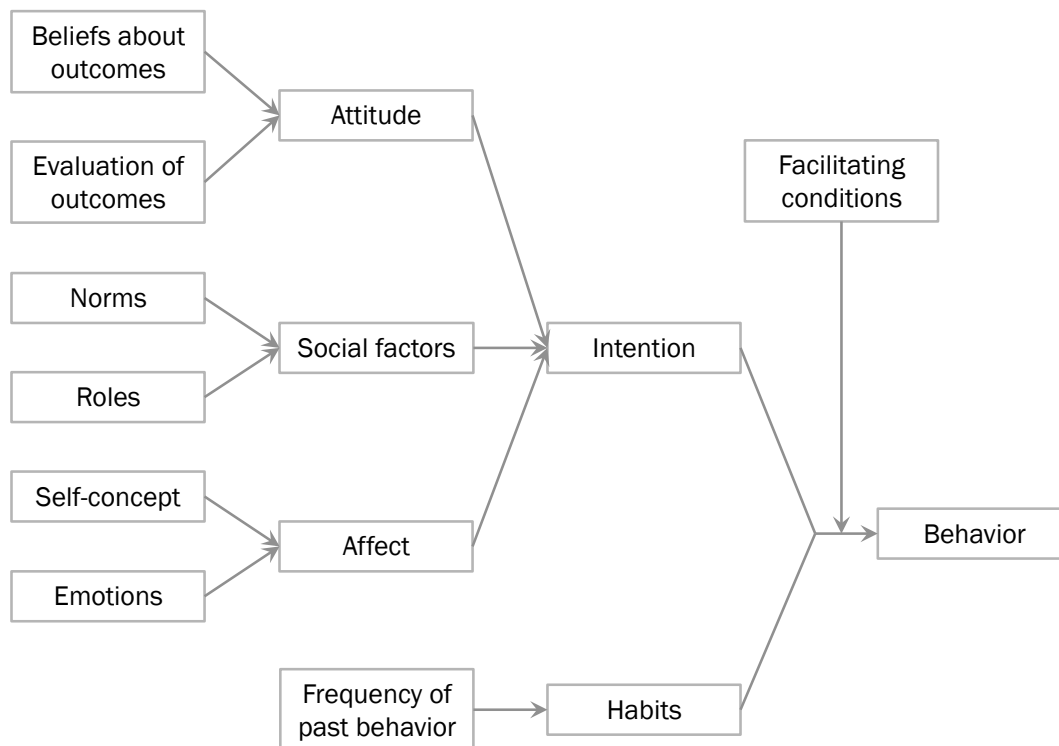 Beliefs about
outcomes
Attitude
Evaluation of
outcomes
Facilitating
conditions
Norms
Social factors
Intention
Roles
Self-concept
Affect
Behavior
Emotions
Frequency of
past behavior
Habits